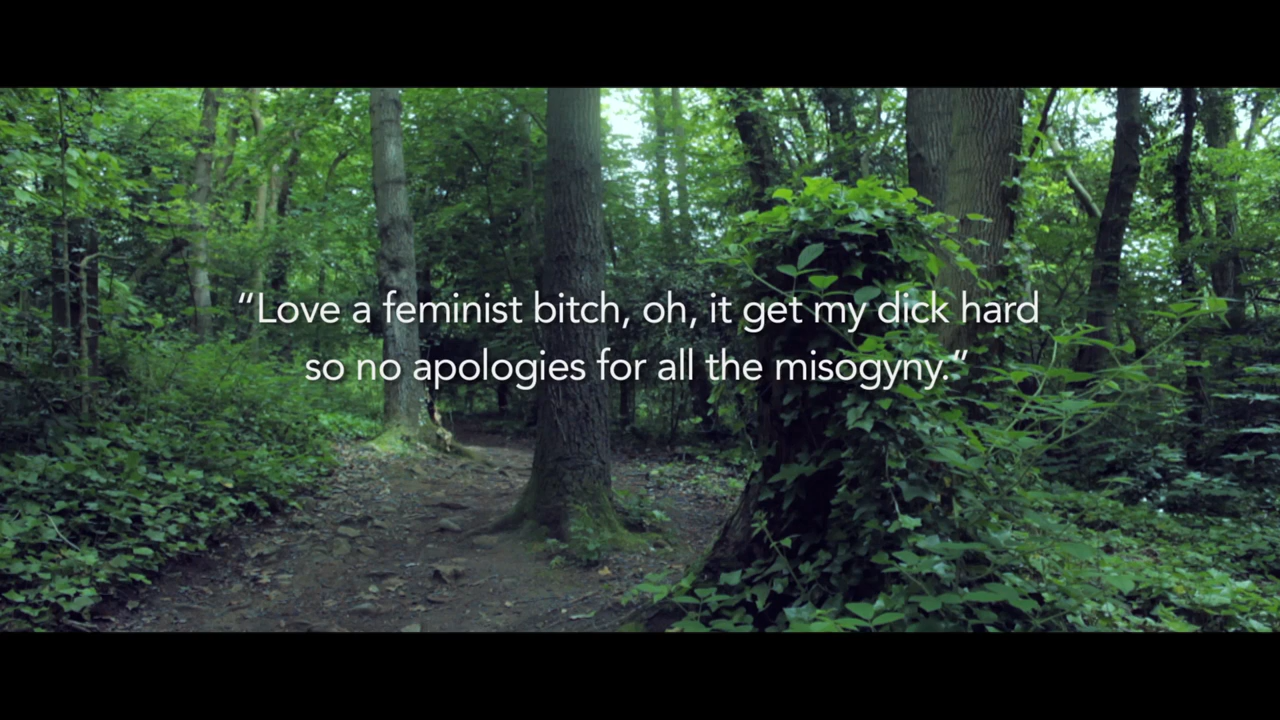 “Love a feminist bitch, oh, it get my dick hard
so no apologies for all the misogyny.”